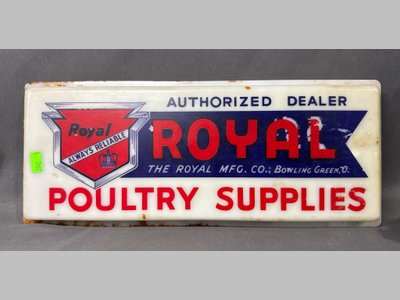 AUTHORIZED DEALER
Royal
ALWAYS RELIABLE
ROYAL
THE ROYAL MFG. CO.; BOWLING GREEN, O.
POULTRY SUPPLIES